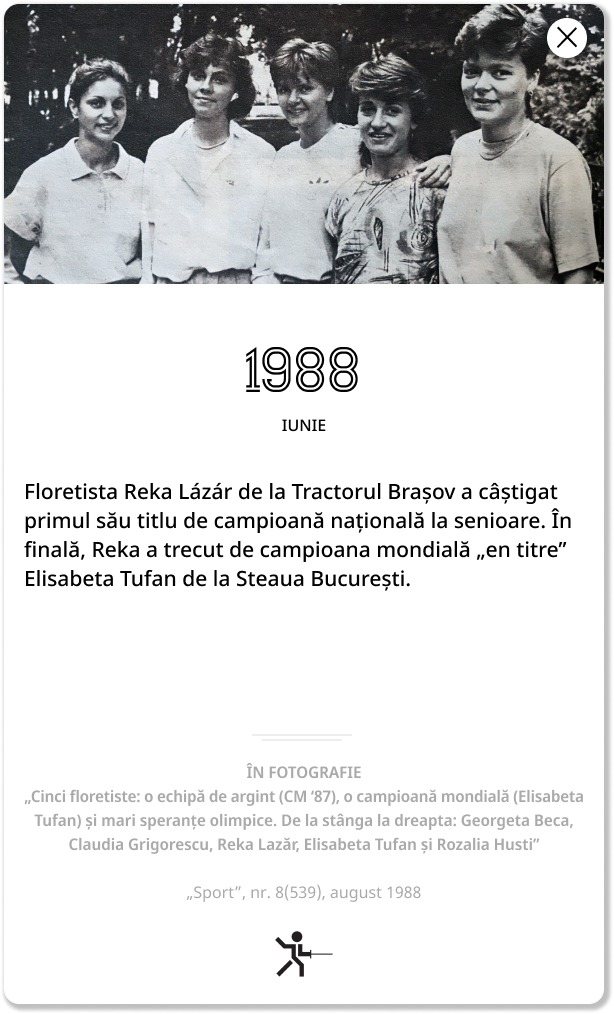 1988
IUNIE
Floretista Reka Lázár de la Tractorul Brașov a câștigat
primul său titlu de campioană națională la senioare. În
finală, Reka a trecut de campioana mondială „en titre”
Elisabeta Tufan de la Steaua București.
ÎN FOTOGRAFIE
„Cinci floretiste: o echipă de argint (CM ’87), o campioană mondială (Elisabeta
Tufan) și mari speranțe olimpice. De la stânga la dreapta: Georgeta Beca,
Claudia Grigorescu, Reka Lazăr, Elisabeta Tufan și Rozalia Husti”
„Sport”, nr. 8(539), august 1988